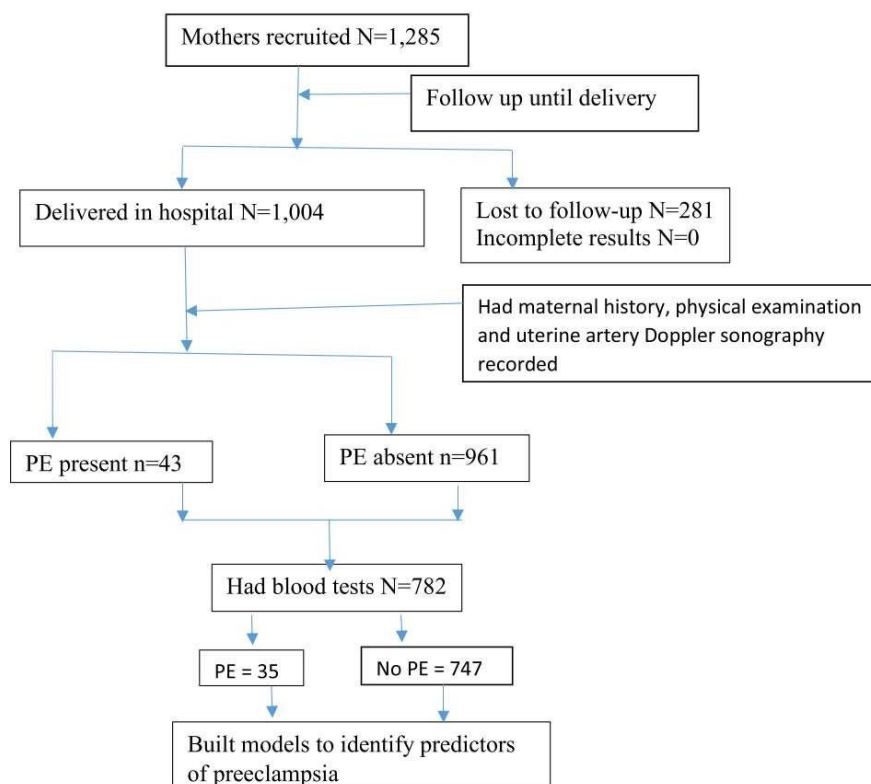 Mothers recruited N=1,285
Follow up until delivery
Delivered in hospital N=1,004
Lost to follow-up N=281
Incomplete results N=0
Had maternal history, physical examination
and uterine artery Doppler sonography
recorded
PE present n=43
PE absent n=961
Had blood tests N=782
PE = 35
No PE = 747
Built models to identify predictors
of preeclampsia